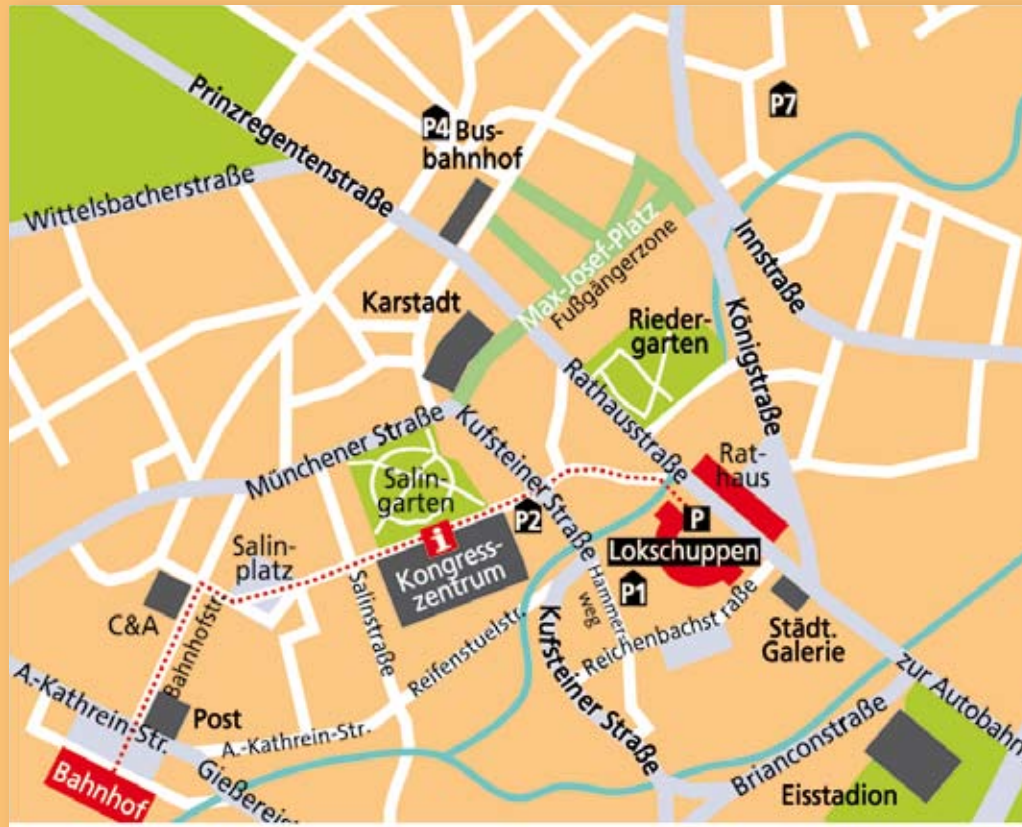 Prinzregentenstraße
P4
Bus-
bahnhof
P7
Wittelsbacherstraße
Max-Josef-Platz
Fußgängerzone
Innstraße
Karstadt
Rieder-
garten
Königstraße
Rathausstraße
Münchener Straße
Kufsteiner Straße
Salin-
garten
Rat-
haus
P2
P
i
Lokschuppen
Kongress-
zentrum
Salin-
platz
P1
Hammer-
weg
C&A
Bahnhofstr.
Salinstraße
Reifenstuelstr.
Kufsteiner Straße
Reichenbachstraße
Städt.
Galerie
zur Autobahn
A.-Kathrein-Str.
Post
A.-Kathrein-Str.
Bahnhof
Gießereistr.
Brianconstraße
Eisstadion